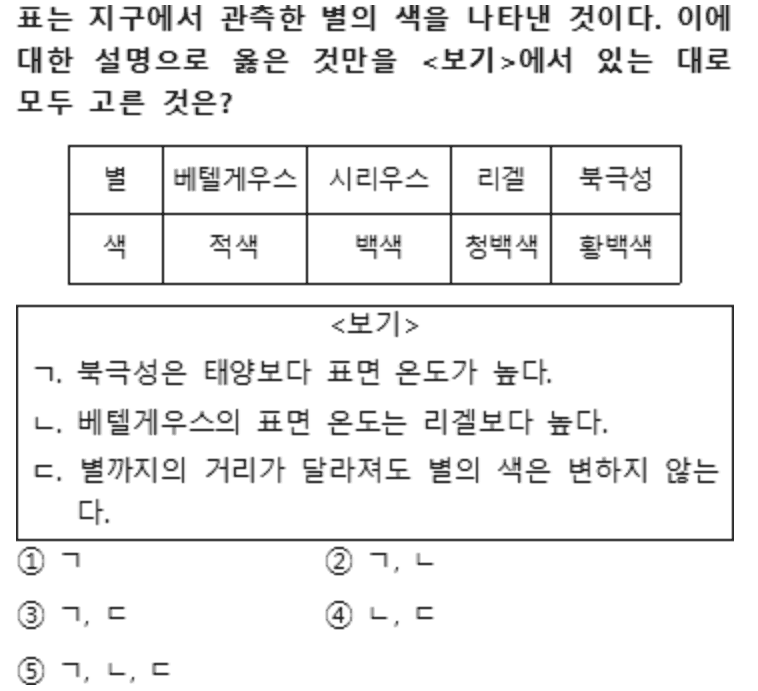 표는 지구에서 관측한 별의 색을 나타낸 것이다. 이에
대한 설명으로 옳은 것만을 <보기>에서 있는 대로
모두 고른 것은?
별 베텔게우스 시리우스 리겔 북극성
색 적색 백색 청백색 황백색
<보기>
ㄱ. 북극성은 태양보다 표면 온도가 높다.
ㄴ. 베텔게우스의 표면 온도는 리겔보다 높다.
ㄷ. 별까지의 거리가 달라져도 별의 색은 변하지 않는
다.
① ㄱ ② ㄱ, ㄴ
③ ㄱ, ㄷ ④ ㄴ, ㄷ
⑤ ㄱ, ㄴ, ㄷ